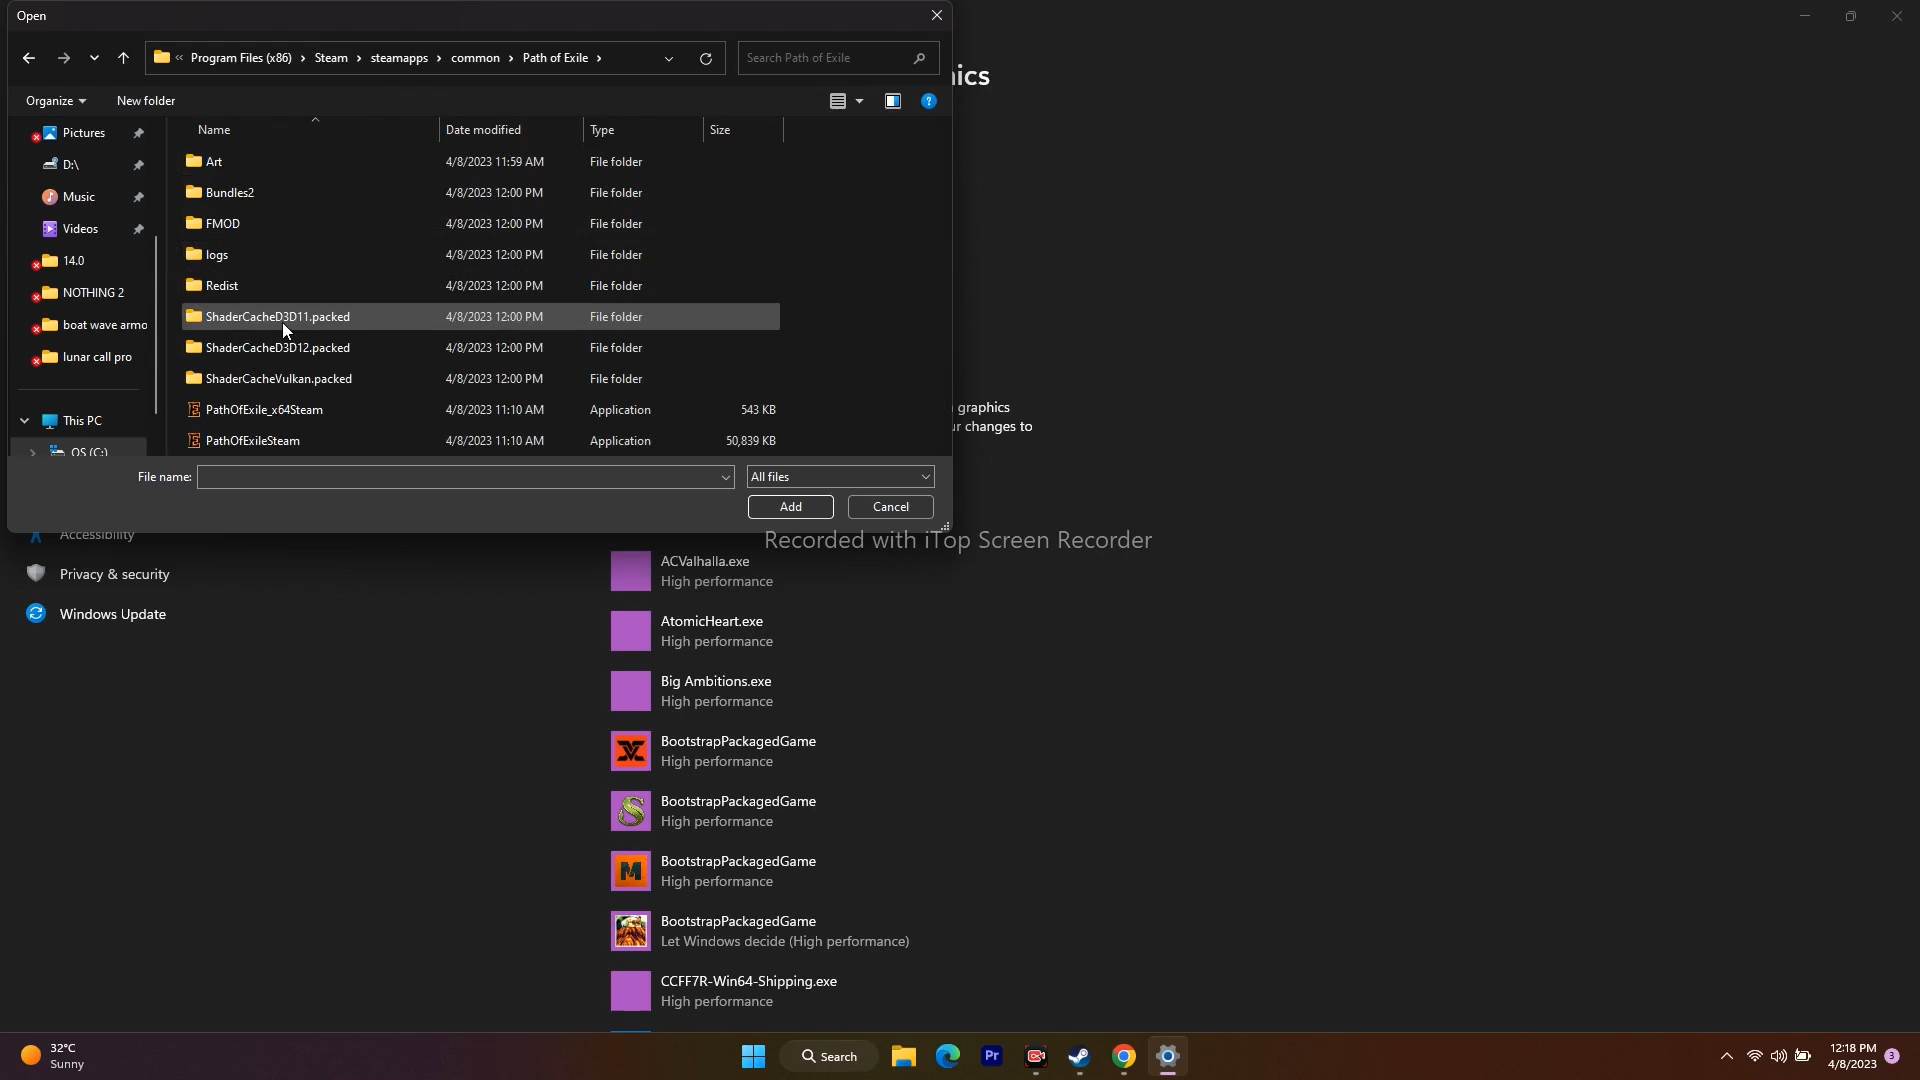 Open
« Program Files (x86) › Steam › steamapps › common › Path of Exile ›
Search Path of Exile
ics
Organize
New folder
?
Name
Date modified
Type
Size
Pictures
D:\
Music
Videos
14.0
NOTHING 2
boat wave armo
lunar call pro
This PC
OS (C:)
Art 4/8/2023 11:59 AM File folder
Bundles2 4/8/2023 12:00 PM File folder
FMOD 4/8/2023 12:00 PM File folder
logs 4/8/2023 12:00 PM File folder
Redist 4/8/2023 12:00 PM File folder
ShaderCacheD3D11.packed 4/8/2023 12:00 PM File folder
ShaderCacheD3D12.packed 4/8/2023 12:00 PM File folder
ShaderCacheVulkan.packed 4/8/2023 12:00 PM File folder
PathOfExile_x64Steam 4/8/2023 11:10 AM Application 543 KB
PathOfExileSteam 4/8/2023 11:10 AM Application 50,839 KB
graphics
r changes to
File name:
All files
Add
Cancel
Accessibility
Privacy & security
Windows Update
Recorded with iTop Screen Recorder
ACValhalla.exe
High performance
AtomicHeart.exe
High performance
Big Ambitions.exe
High performance
BootstrapPackagedGame
High performance
BootstrapPackagedGame
High performance
BootstrapPackagedGame
High performance
BootstrapPackagedGame
Let Windows decide (High performance)
CCFF7R-Win64-Shipping.exe
High performance
32°C
Sunny
Search
Pr
12:18 PM
4/8/2023
3